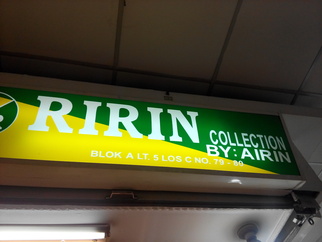 RIRIN
COLLECTION
BY: AIRIN
BLOK A LT. 5 LOS C NO. 79 - 80